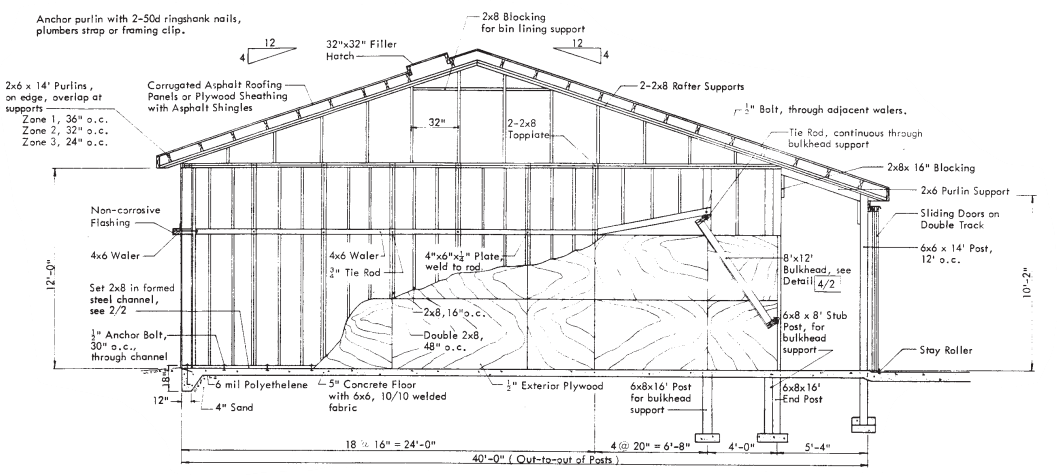 Anchor purlin with 2-50d ringshank nails,
plumbers strap or framing clip.
2x8 Blocking
for bin lining support
12
4
32"x32" Filler
Hatch
12
4
2x6 x 14' Purlins,
on edge, overlap at
supports
Zone 1, 36" o.c.
Zone 2, 32" o.c.
Zone 3, 24" o.c.
Corrugated Asphalt Roofing
Panels or Plywood Sheathing
with Asphalt Shingles
2-2x8 Rafter Supports
½" Bolt, through adjacent walers.
32"
2-2x8
Topplate
Tie Rod, continuous through
bulkhead support
2x8x 16" Blocking
2x6 Purlin Support
Non-corrosive
Flashing
Sliding Doors on
Double Track
4x6 Waler
4x6 Waler
¾" Tie Rod
4"x6"x¼" Plate,
weld to rod.
6x6 x 14' Post,
12' o.c.
8'x12'
Bulkhead, see
Detail 4/2
12'-0"
10'-2"
Set 2x8 in formed
steel channel,
see 2/2
2x8, 16"o.c.
Double 2x8,
48" o.c.
6x8 x 8' Stub
Post, for
bulkhead
support
½" Anchor Bolt,
30" o.c.,
through channel
Stay Roller
18"
6 mil Polyethelene
5" Concrete Floor
with 6x6, 10/10 welded
fabric
½" Exterior Plywood
6x8x16' Post
for bulkhead
support
6x8x16'
End Post
12"
4" Sand
18 @ 16" = 24'-0"
4 @ 20" = 6'-8"
4'-0"
5'-4"
40'-0" ( Out-to-out of Posts )